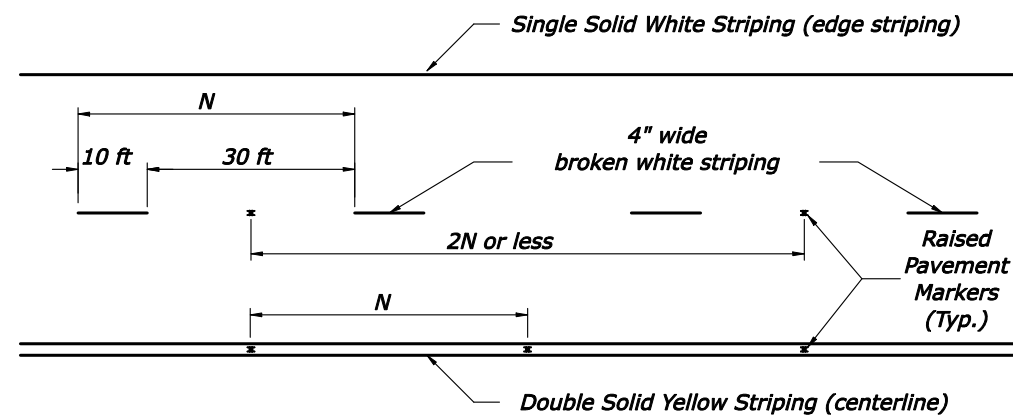 Single Solid White Striping (edge striping)
N
10 ft
30 ft
4" wide
broken white striping
2N or less
Raised
Pavement
Markers
(Typ.)
N
Double Solid Yellow Striping (centerline)